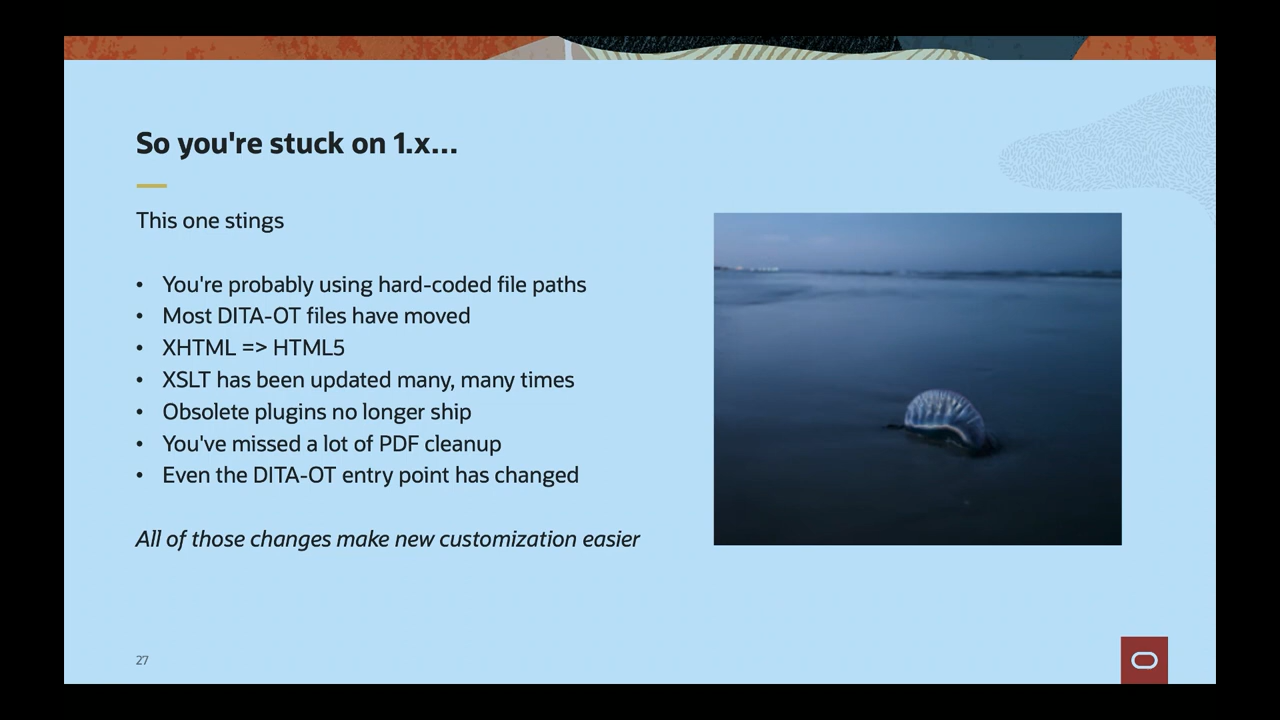 So you're stuck on 1.x...
This one stings
• You're probably using hard-coded file paths
• Most DITA-OT files have moved
• XHTML => HTML5
• XSLT has been updated many, many times
• Obsolete plugins no longer ship
• You've missed a lot of PDF cleanup
• Even the DITA-OT entry point has changed
All of those changes make new customization easier
27